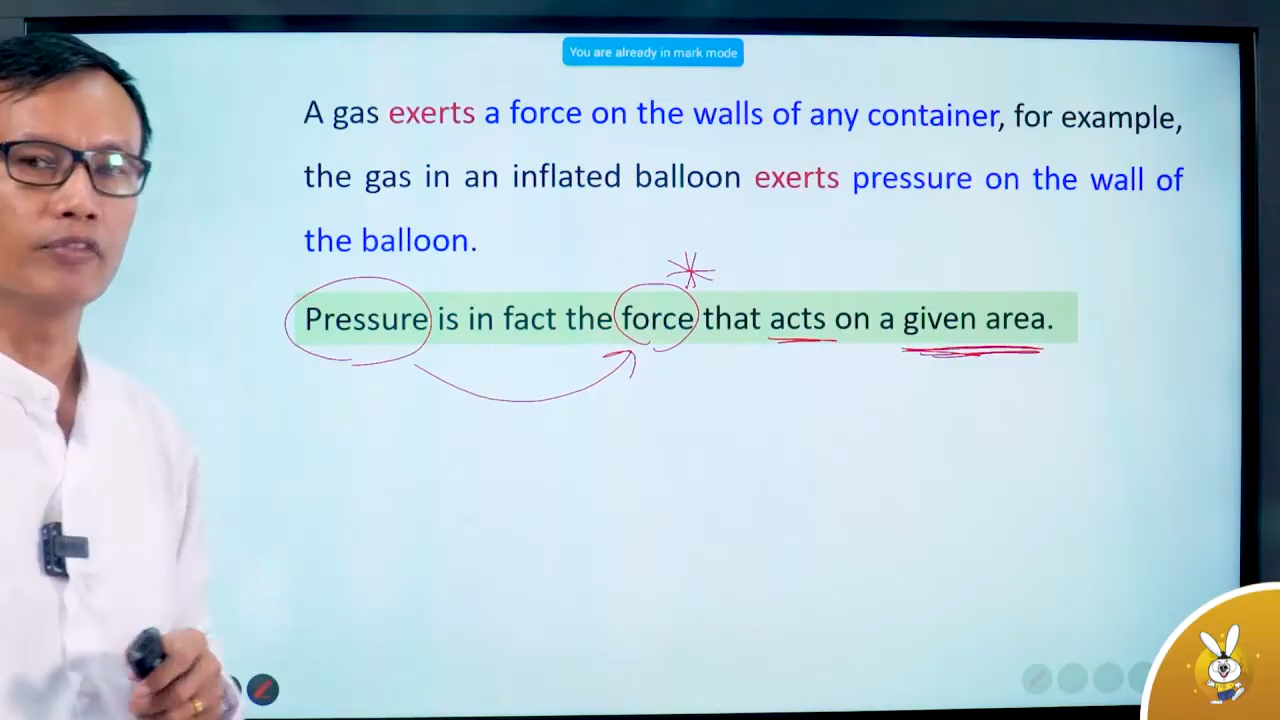 You are already in mark mode
A gas exerts a force on the walls of any container, for example,
the gas in an inflated balloon exerts pressure on the wall of
the balloon.
Pressure is in fact the force that acts on a given area.